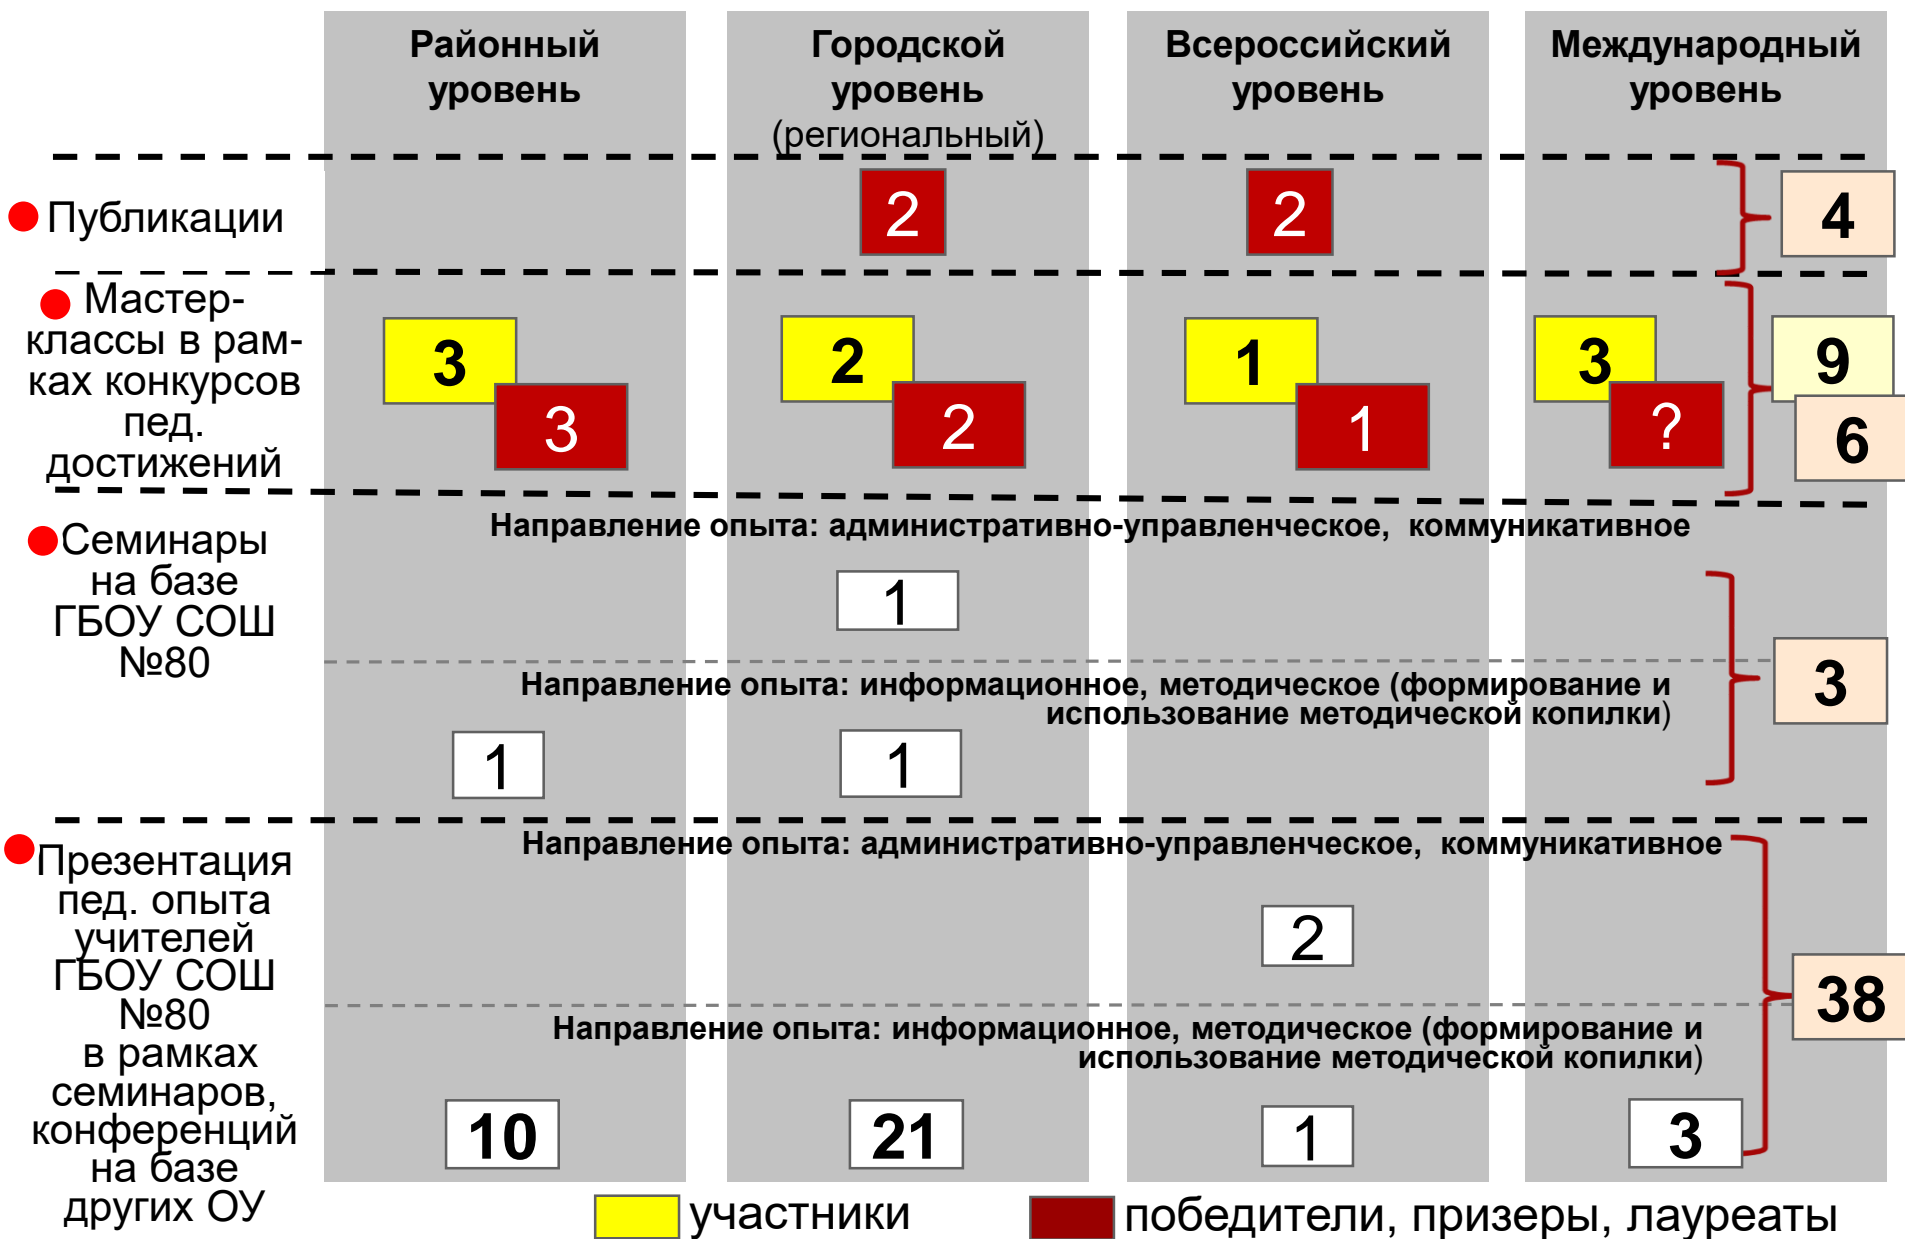 Районный
уровень
Городской
уровень
(региональный)
Всероссийский
уровень
Международный
уровень
Публикации
2
2
4
Мастер-
классы в рам-
ках конкурсов
пед.
достижений
3
3
2
2
1
1
3
?
9
6
Направление опыта: административно-управленческое, коммуникативное
Семинары
на базе
ГБОУ СОШ
№80
1
Направление опыта: информационное, методическое (формирование и
использование методической копилки)
1
1
3
Направление опыта: административно-управленческое, коммуникативное
Презентация
пед. опыта
учителей
ГБОУ СОШ
№80
в рамках
семинаров,
конференций
на базе
других ОУ
2
Направление опыта: информационное, методическое (формирование и
использование методической копилки)
10
21
1
3
38
участники
победители, призеры, лауреаты